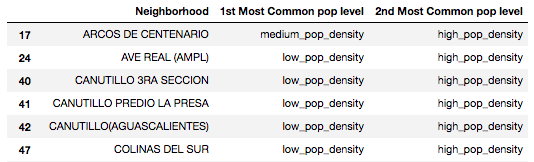 Neighborhood 1st Most Common pop level 2nd Most Common pop level
17 ARCOS DE CENTENARIO medium_pop_density high_pop_density
24 AVE REAL (AMPL) low_pop_density high_pop_density
40 CANUTILLO 3RA SECCION low_pop_density high_pop_density
41 CANUTILLO PREDIO LA PRESA low_pop_density high_pop_density
42 CANUTILLO(AGUASCALIENTES) low_pop_density high_pop_density
47 COLINAS DEL SUR low_pop_density high_pop_density